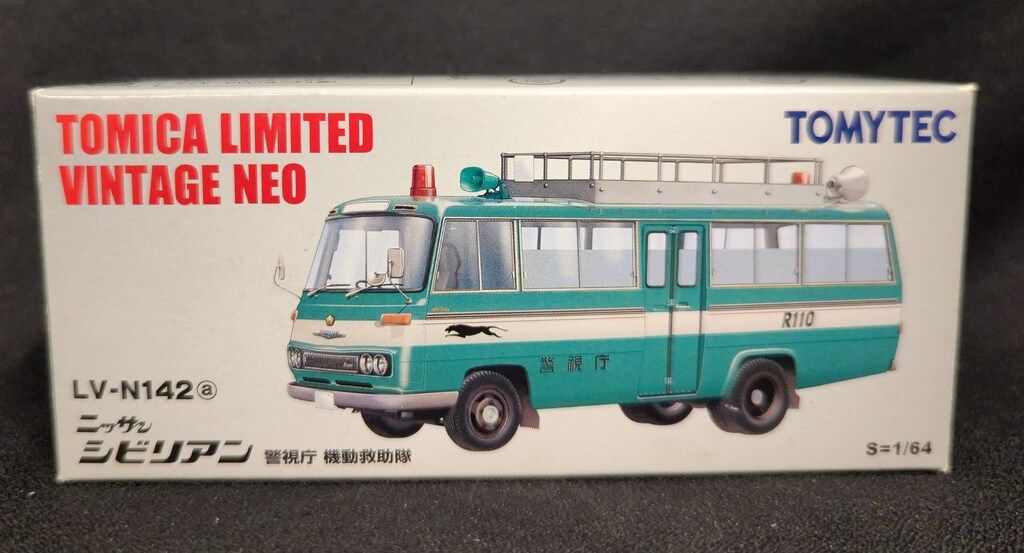 TOMICA LIMITED
VINTAGE NEO
TOMYTEC
R110
警視庁
LV-N142ⓐ
ニッサン
シビリアン 警視庁 機動救助隊
S=1/64